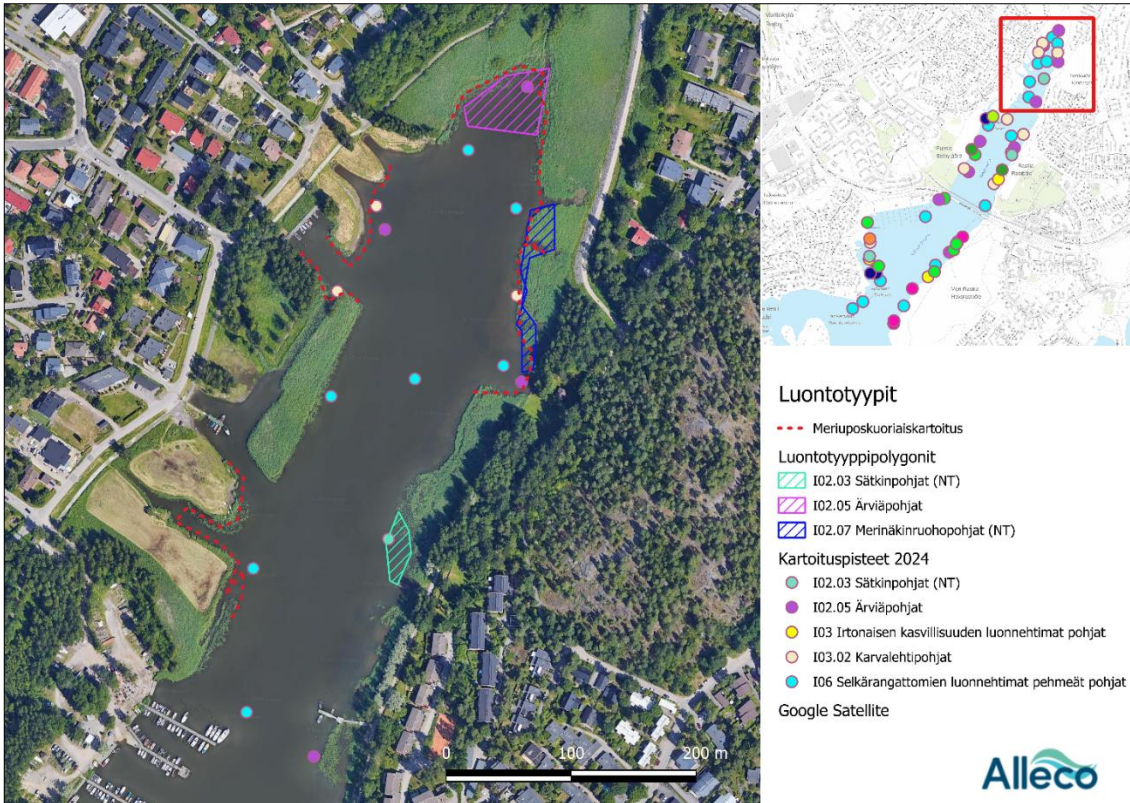 0 100 200 m
Luontotyypit
Meriuposkuoriaiskartoitus
Luontotyyppipolygonit
I02.03 Sätkinpohjat (NT)
I02.05 Ärviäpohjat
I02.07 Merinäkinruohopohjat (NT)
Kartoituspisteet 2024
I02.03 Sätkinpohjat (NT)
I02.05 Ärviäpohjat
I03 Irtonaisen kasvillisuuden luonnehtimat pohjat
I03.02 Karvalehtipohjat
I06 Selkärangattomien luonnehtimat pehmeät pohjat
Google Satellite
Alleco